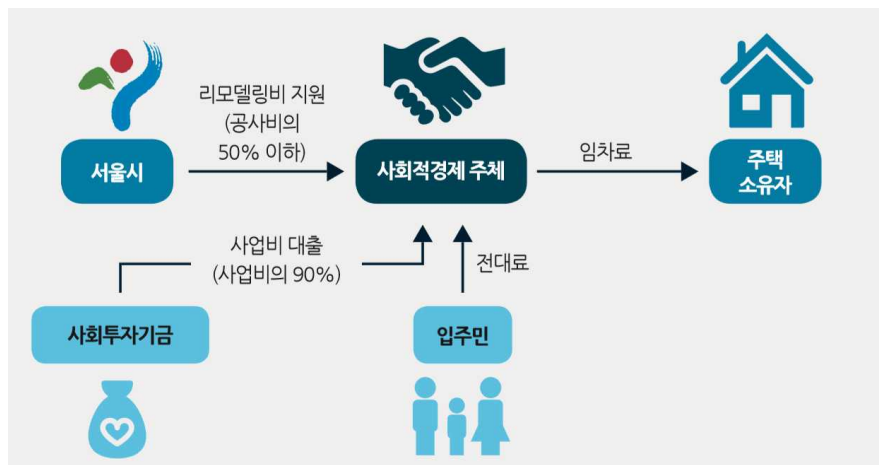 리모델링비 지원
(공사비의
50% 이하)
서울시
사회적경제 주체
임차료
주택
소유자
사업비 대출
(사업비의 90%)
전대료
사회투자기금
입주민